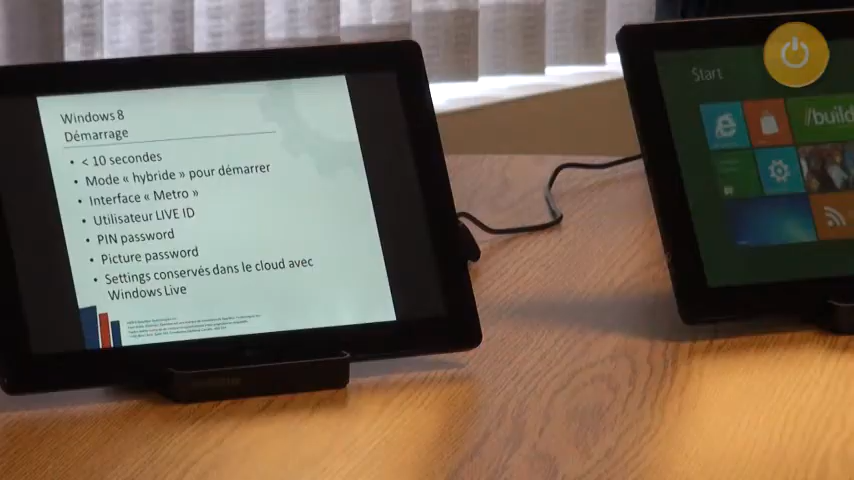 Windows 8
Démarrage
• < 10 secondes
• Mode « hybride » pour démarrer
• Interface « Metro »
• Utilisateur LIVE ID
• PIN password
• Picture password
• Settings conservés dans le cloud avec
Windows Live
Start
/build